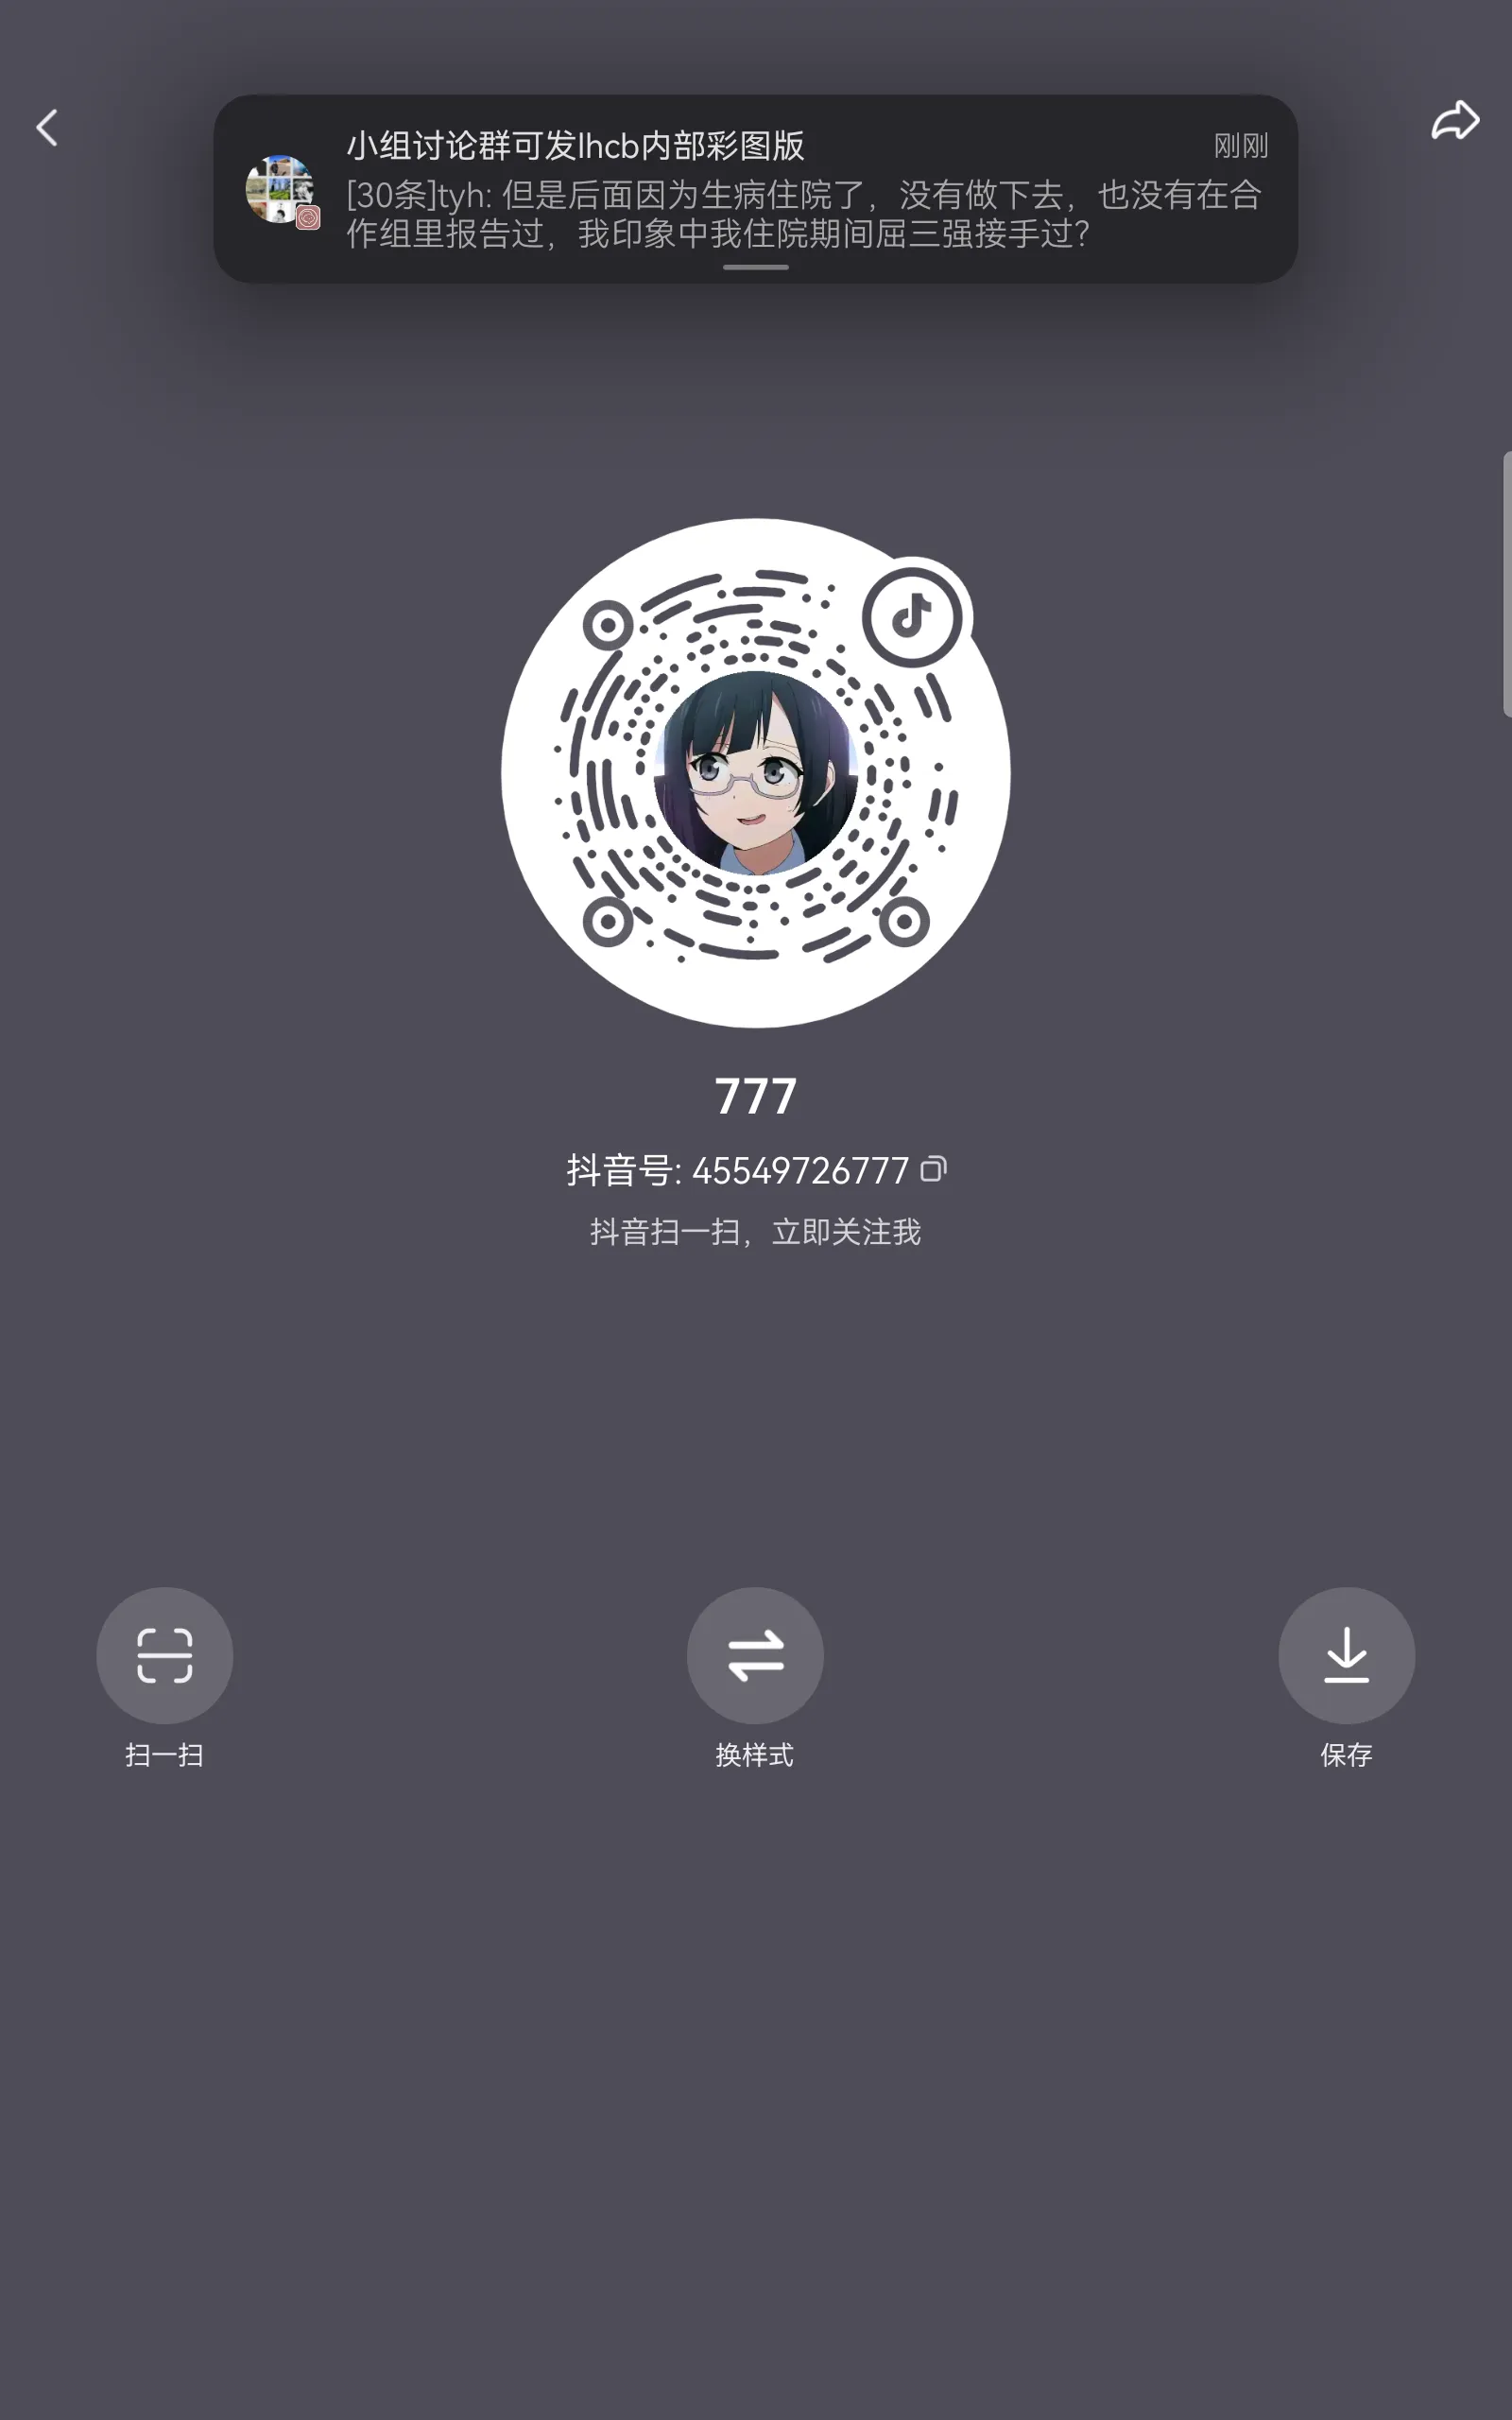 小组讨论群可发lhcb内部彩图版
刚刚
[30条]tyh: 但是后面因为生病住院了，没有做下去，也没有在合
作组里报告过，我印象中我住院期间屈三强接手过？
777
抖音号: 45549726777
抖音扫一扫，立即关注我
扫一扫
换样式
保存